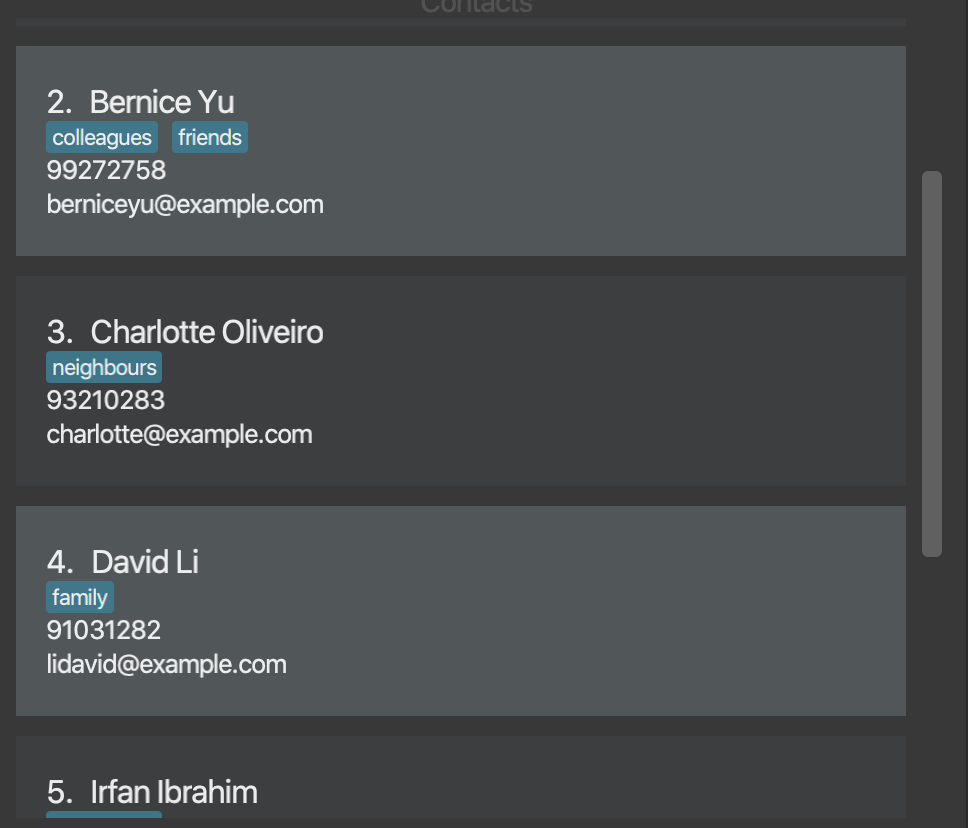 Contacts
2. Bernice Yu
colleagues friends
99272758
berniceyu@example.com
3. Charlotte Oliveiro
neighbours
93210283
charlotte@example.com
4. David Li
family
91031282
lidavid@example.com
5. Irfan Ibrahim